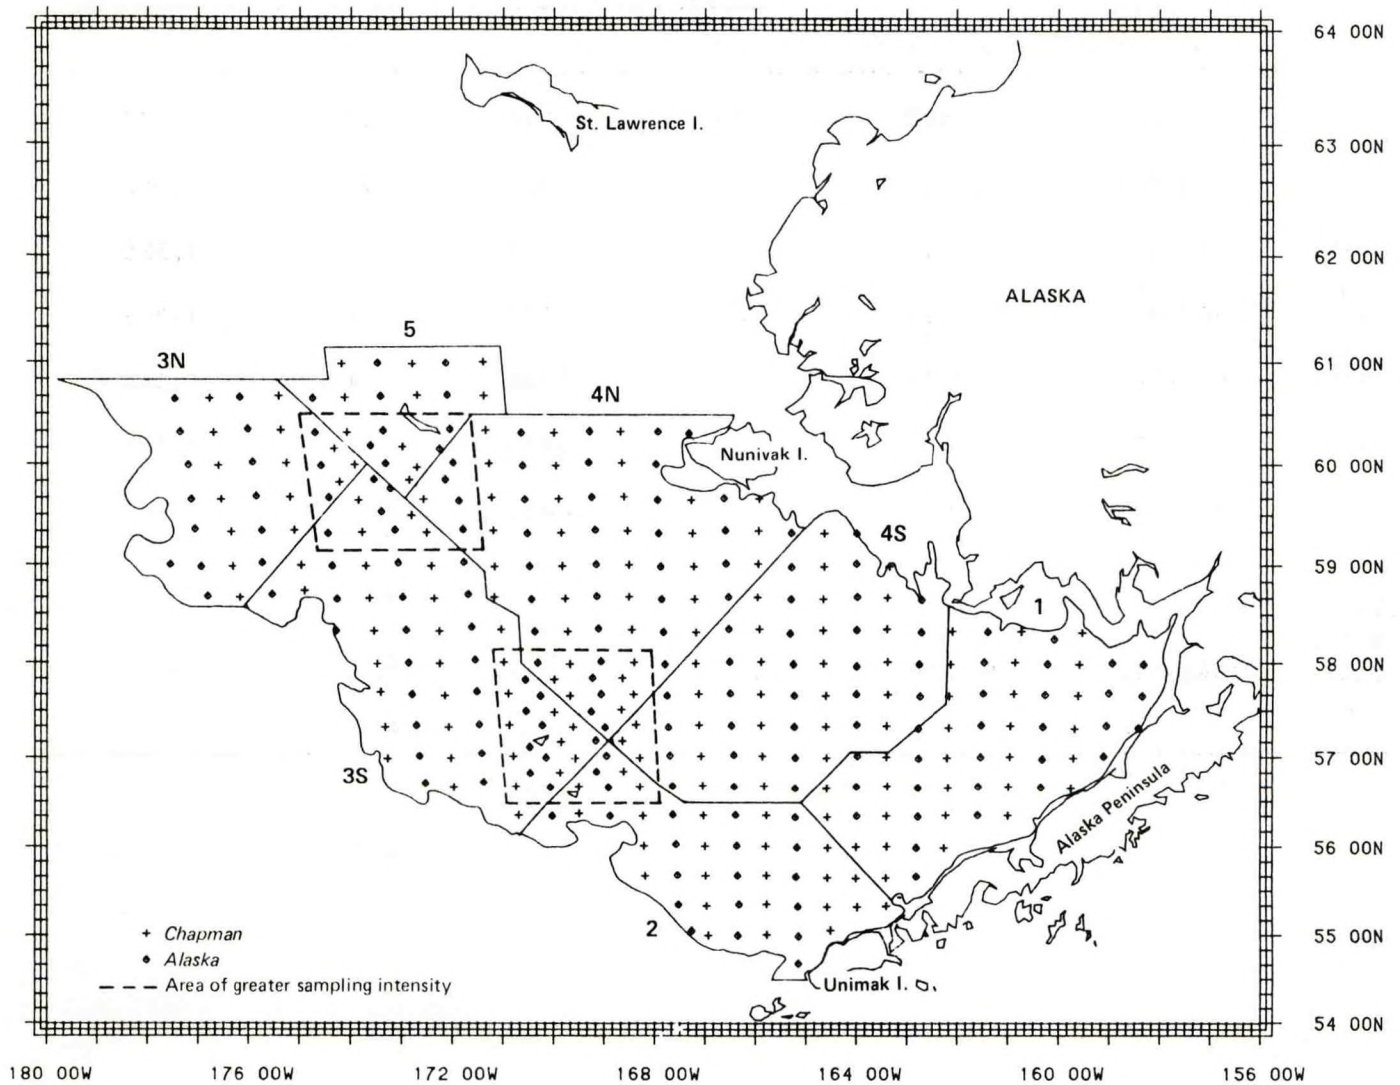 64 00N
St. Lawrence I.
63 00N
62 00N
ALASKA
5
3N
61 00N
4N
Nunivak I.
60 00N
4S
59 00N
1
58 00N
57 00N
3S
Alaska Peninsula
56 00N
2
+ Chapman
55 00N
Alaska
Area of greater sampling intensity
Unimak I.
54 00N
180 00W 176 00W 172 00W 168 00W 164 00W 160 00W 156 00W